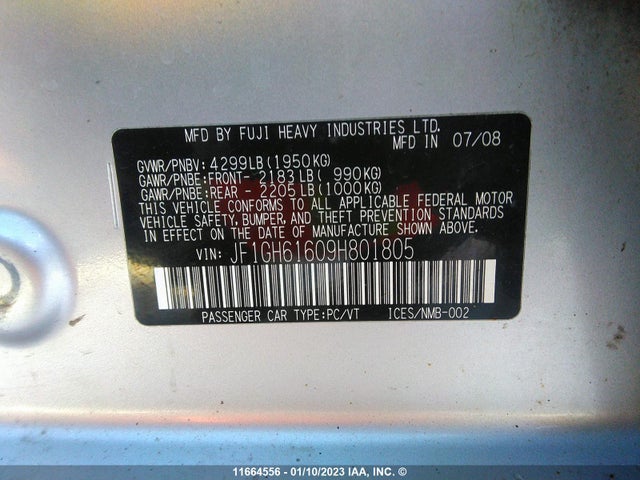 MFD BY FUJI HEAVY INDUSTRIES LTD.
MFD IN 07/08
GVWR/PNBV: 4299LB(1950KG)
GAWR/PNBE:FRONT- 2183LB( 990KG)
GAWR/PNBE:REAR - 2205LB(1000KG)
THIS VEHICLE CONFORMS TO ALL APPLICABLE FEDERAL MOTOR
VEHICLE SAFETY, BUMPER, AND THEFT PREVENTION STANDARDS
IN EFFECT ON THE DATE OF MANUFACTURE SHOWN ABOVE.
VIN: JF1GH61609H801805
PASSENGER CAR TYPE:PC/VT ICES/NMB-002
11664556 - 01/10/2023 IAA, INC. ©